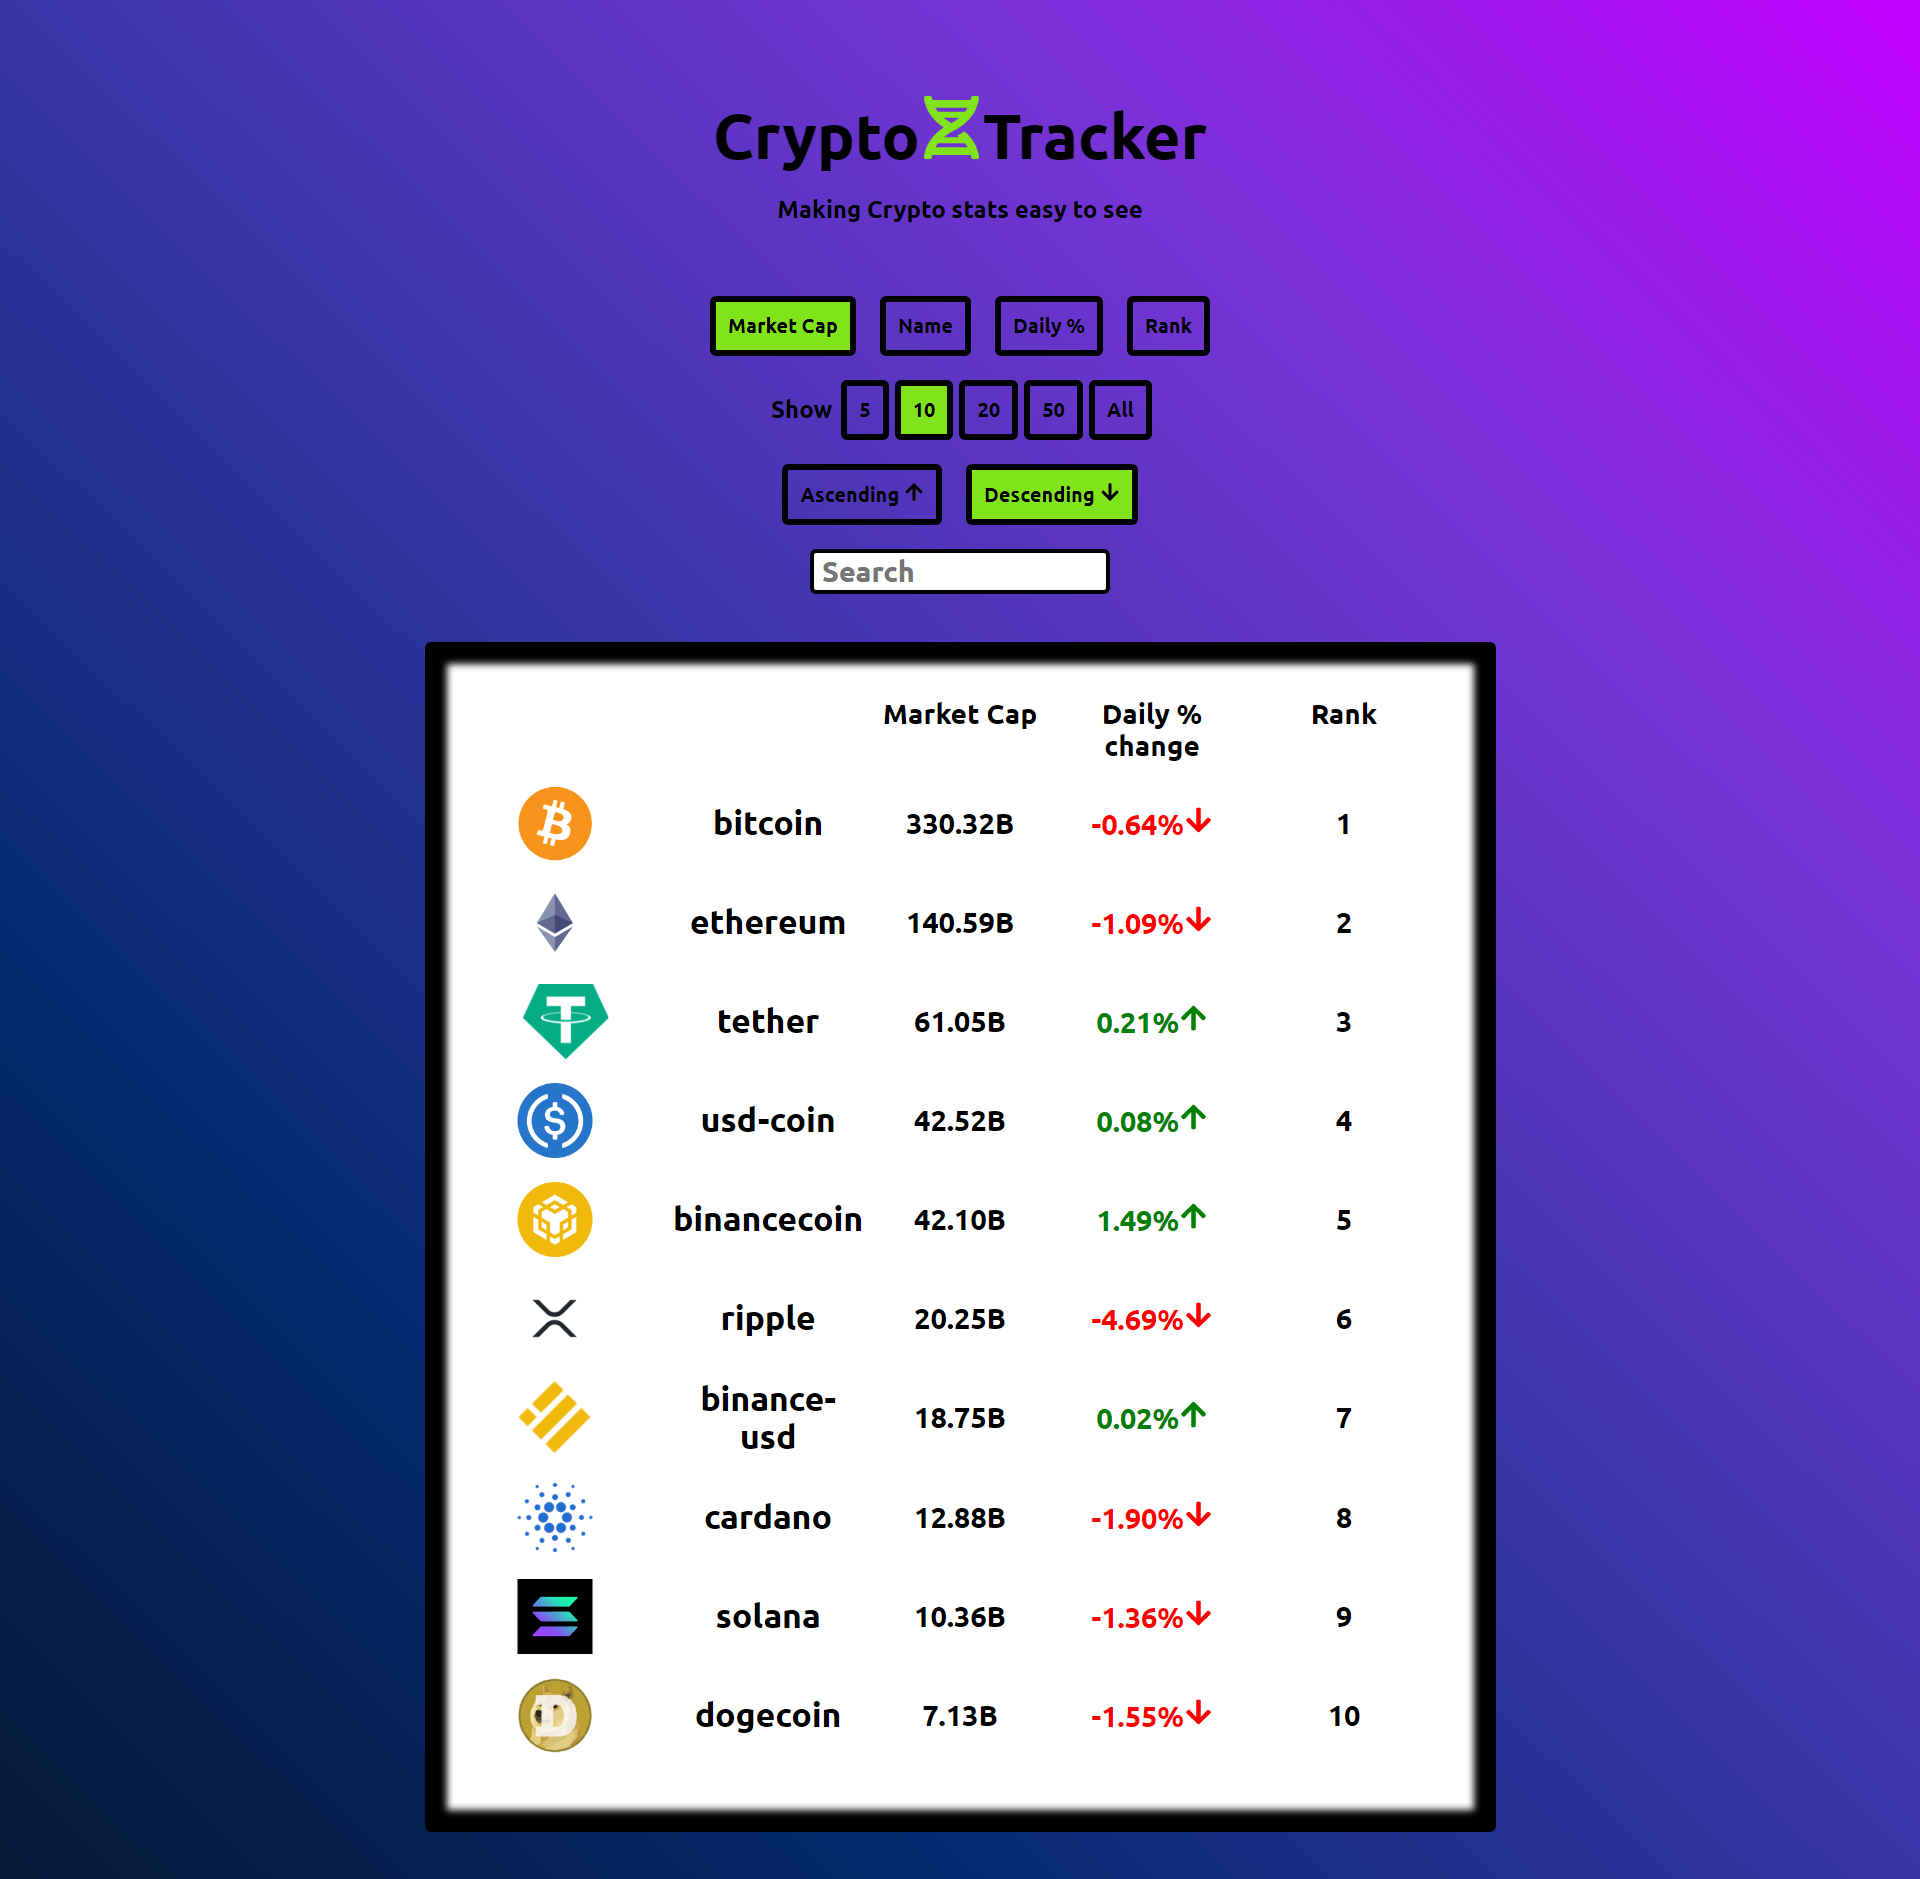 Crypto Tracker
Making Crypto stats easy to see
Market Cap Name Daily % Rank
Show 5 10 20 50 All
Ascending Descending
Search
Market Cap Daily % Rank
change
bitcoin 330.32B -0.64% 1
ethereum 140.59B -1.09% 2
tether 61.05B 0.21% 3
usd-coin 42.52B 0.08% 4
binancecoin 42.10B 1.49% 5
ripple 20.25B -4.69% 6
binance-
usd 18.75B 0.02% 7
cardano 12.88B -1.90% 8
solana 10.36B -1.36% 9
dogecoin 7.13B -1.55% 10